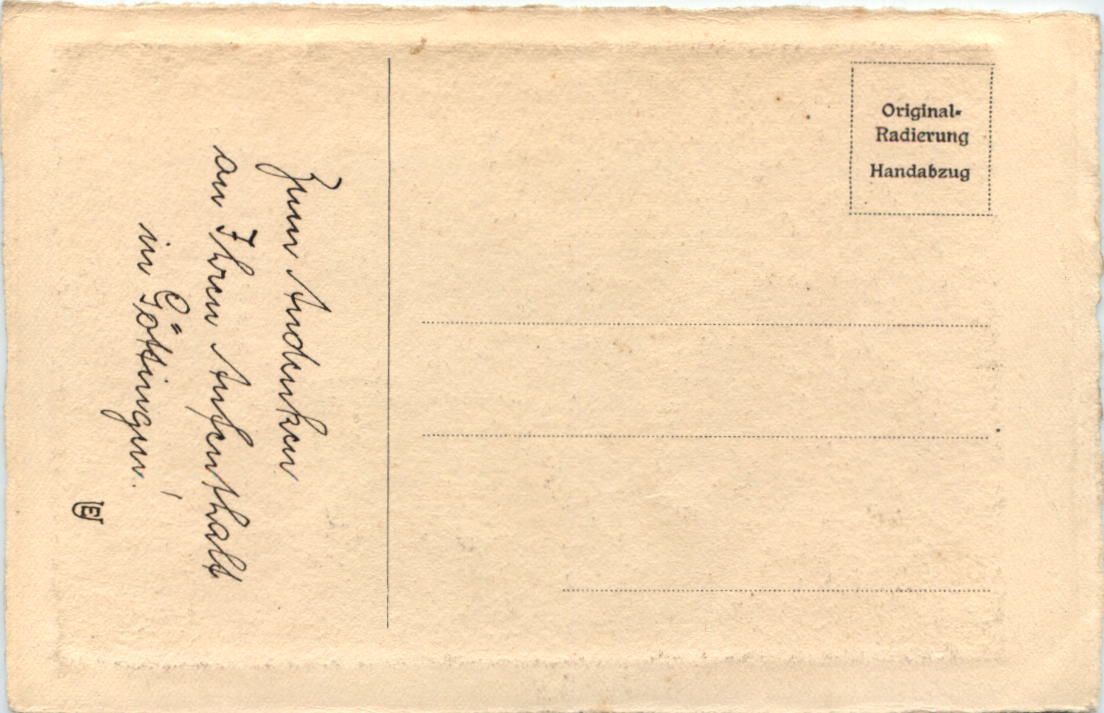 Original-
Radierung
Handabzug
Zum Andenken
an Ihren Aufenthalt
in Göttingen.